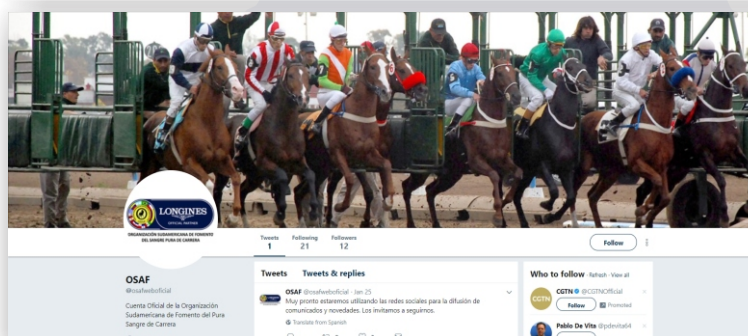 LONGINES
OFFICIAL PARTNER
ORGANIZACIÓN SUDAMERICANA DE FOMENTO
DEL SANGRE PURA DE CARRERA
Tweets Following Followers
1 21 12
Follow
OSAF
@osafweboficial
Cuenta Oficial de la Organización
Sudamericana de Fomento del Pura
Sangre de Carrera
Tweets Tweets & replies
OSAF @osafweboficial · Jan 25
Muy pronto estaremos utilizando las redes sociales para la difusión de
comunicados y novedades. Los invitamos a seguirnos.
Translate from Spanish
Who to follow · Refresh · View all
CGTN
CGTN @CGTNOfficial
Follow Promoted
Pablo De Vita @pdevita64